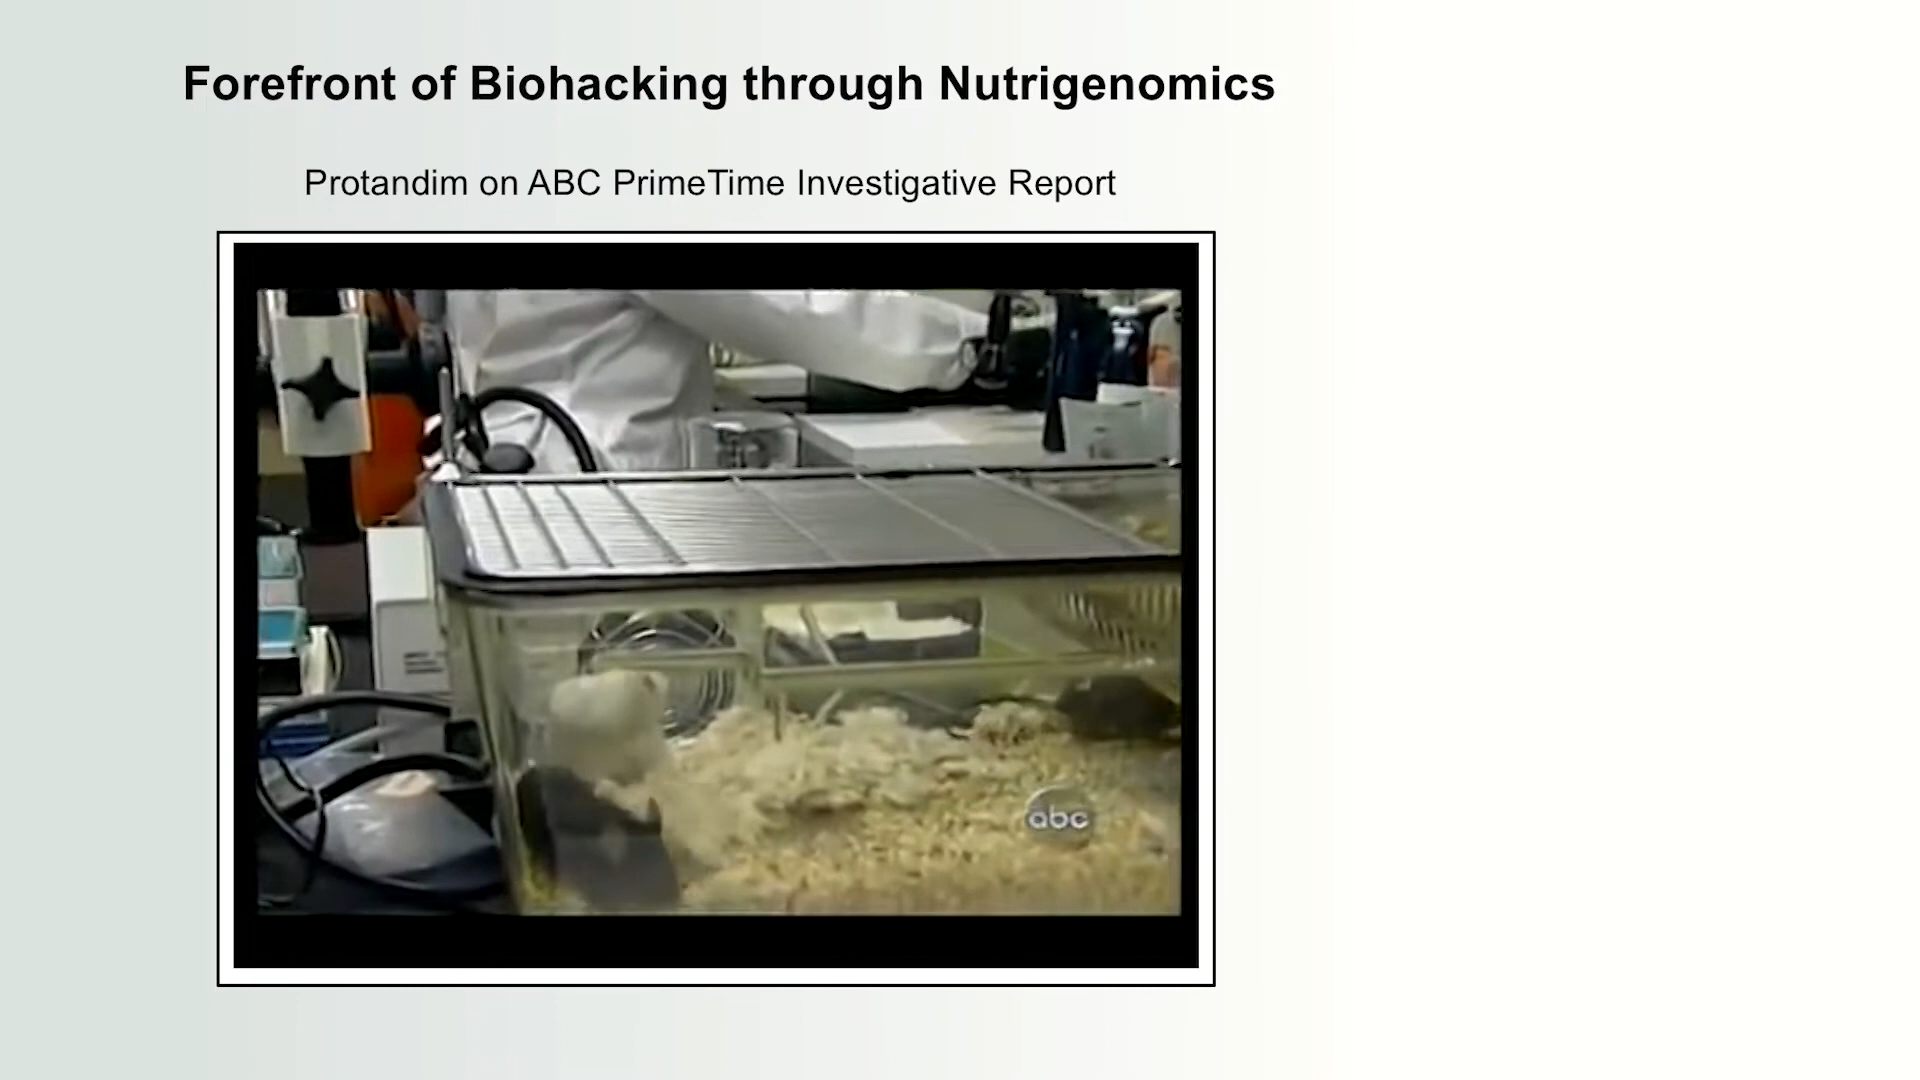 Forefront of Biohacking through Nutrigenomics
Protandim on ABC PrimeTime Investigative Report
abc